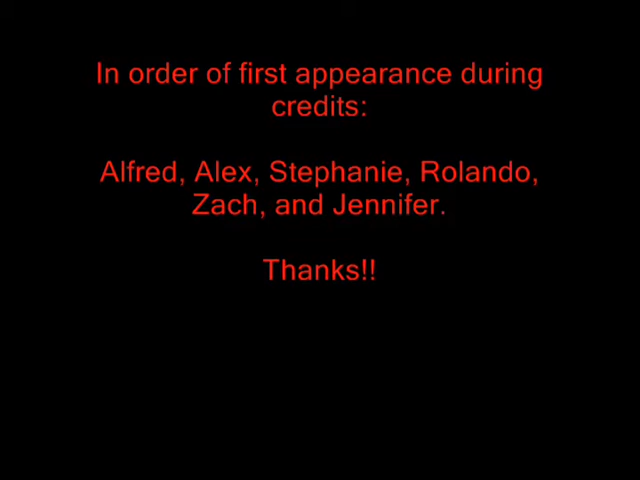 In order of first appearance during
credits:
Alfred, Alex, Stephanie, Rolando,
Zach, and Jennifer.
Thanks!!